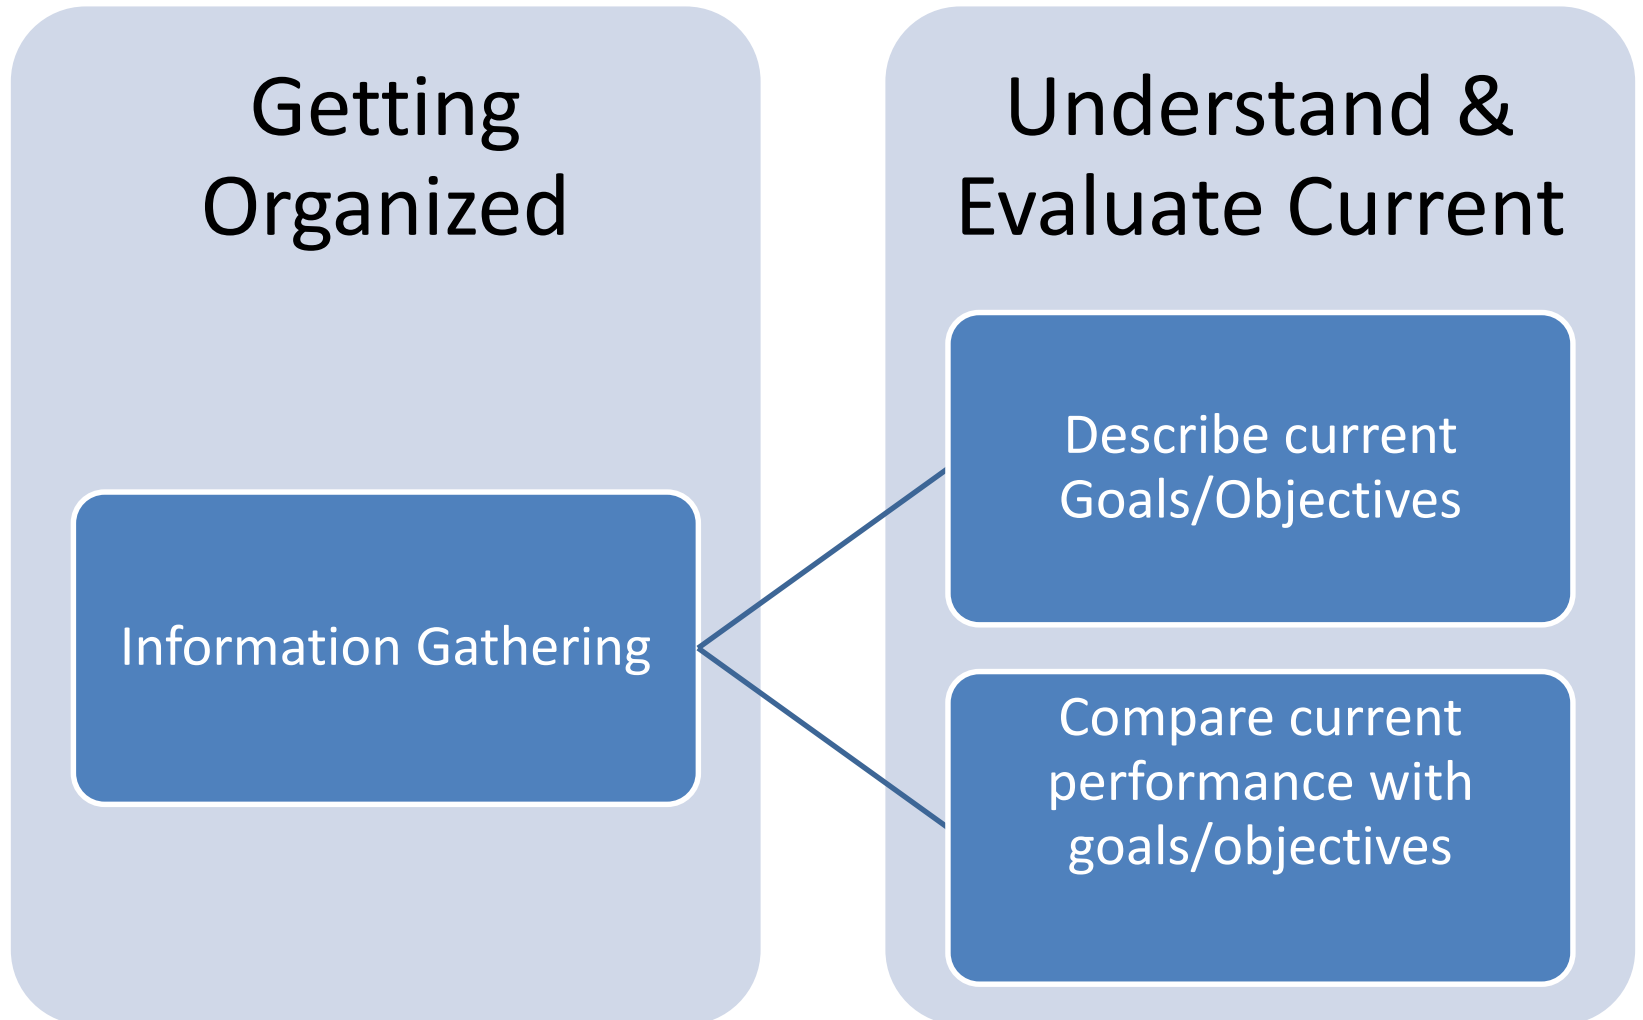 Getting
Organized
Information Gathering
Understand &
Evaluate Current
Describe current
Goals/Objectives
Compare current
performance with
goals/objectives